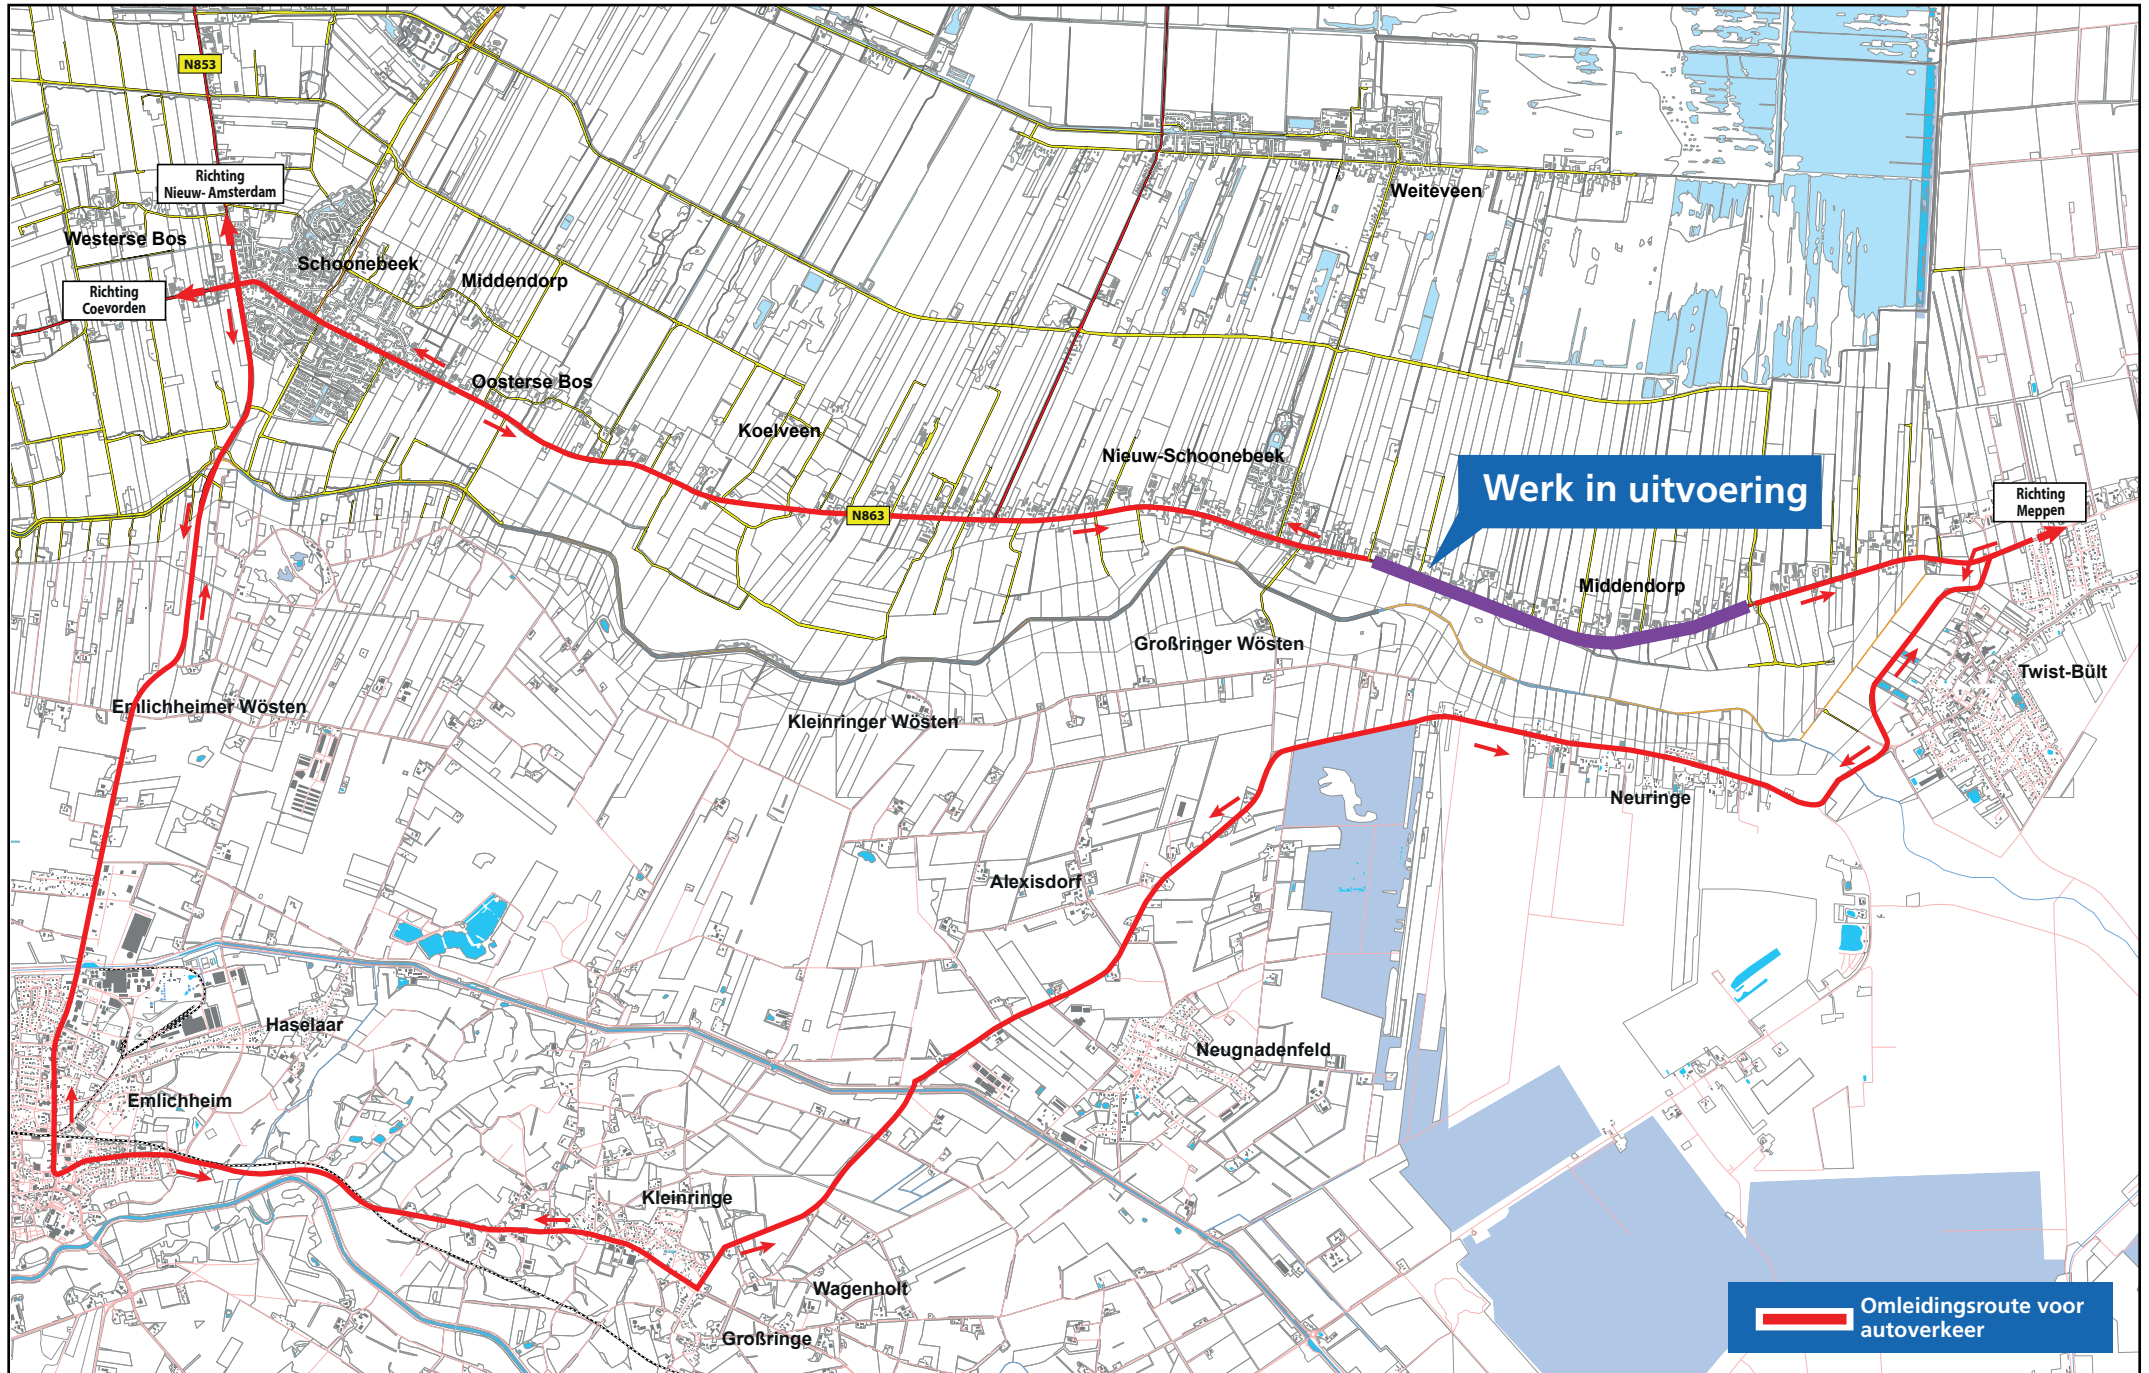 N853
Richting
Nieuw-Amsterdam
Weiteveen
Westerse Bos
Schoonebeek
Middendorp
Richting
Coevorden
Oosterse Bos
Koelveen
Nieuw-Schoonebeek
Werk in uitvoering
Richting
Meppen
N863
Middendorp
Großringer Wösten
Twist-Bült
Emlichheimer Wösten
Kleinringer Wösten
Neuringe
Alexisdorf
Haselaar
Neugnadenfeld
Emlichheim
Kleinringe
Wagenholt
Großringe
Omleidingsroute voor
autoverkeer